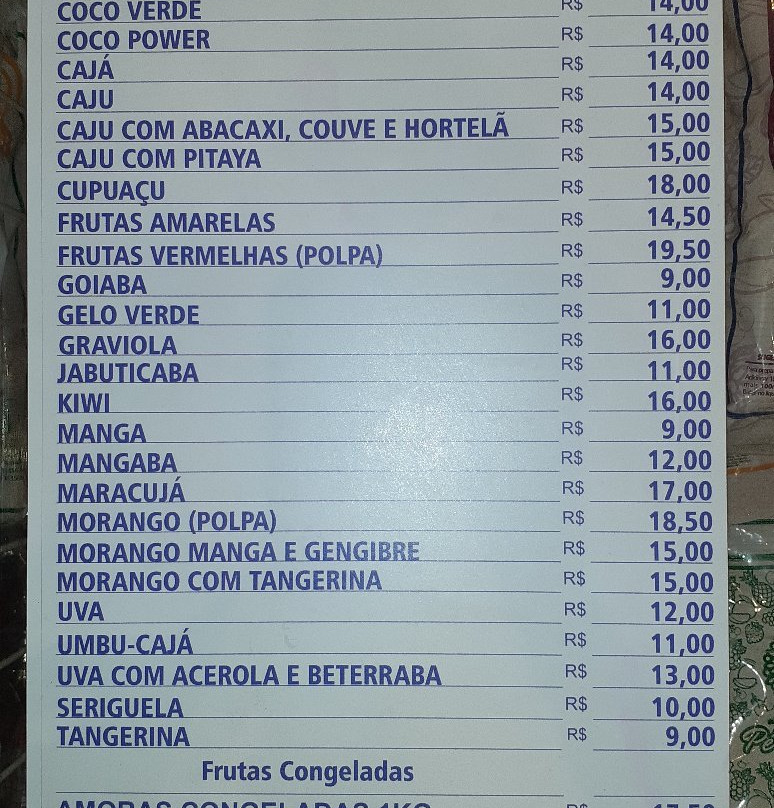 COCO VERDE R$ 14,00
COCO POWER R$ 14,00
CAJÁ R$ 14,00
CAJU R$ 14,00
CAJU COM ABACAXI, COUVE E HORTELÃ R$ 15,00
CAJU COM PITAYA R$ 15,00
CUPUAÇU R$ 18,00
FRUTAS AMARELAS R$ 14,50
FRUTAS VERMELHAS (POLPA) R$ 19,50
GOIABA R$ 9,00
GELO VERDE R$ 11,00
GRAVIOLA R$ 16,00
JABUTICABA R$ 11,00
KIWI R$ 16,00
MANGA R$ 9,00
MANGABA R$ 12,00
MARACUJÁ R$ 17,00
MORANGO (POLPA) R$ 18,50
MORANGO MANGA E GENGIBRE R$ 15,00
MORANGO COM TANGERINA R$ 15,00
UVA R$ 12,00
UMBU-CAJÁ R$ 11,00
UVA COM ACEROLA E BETERRABA R$ 13,00
SERIGUELA R$ 10,00
TANGERINA R$ 9,00
Frutas Congeladas
AMORAS CONGELADAS 1KG R$ 17,50